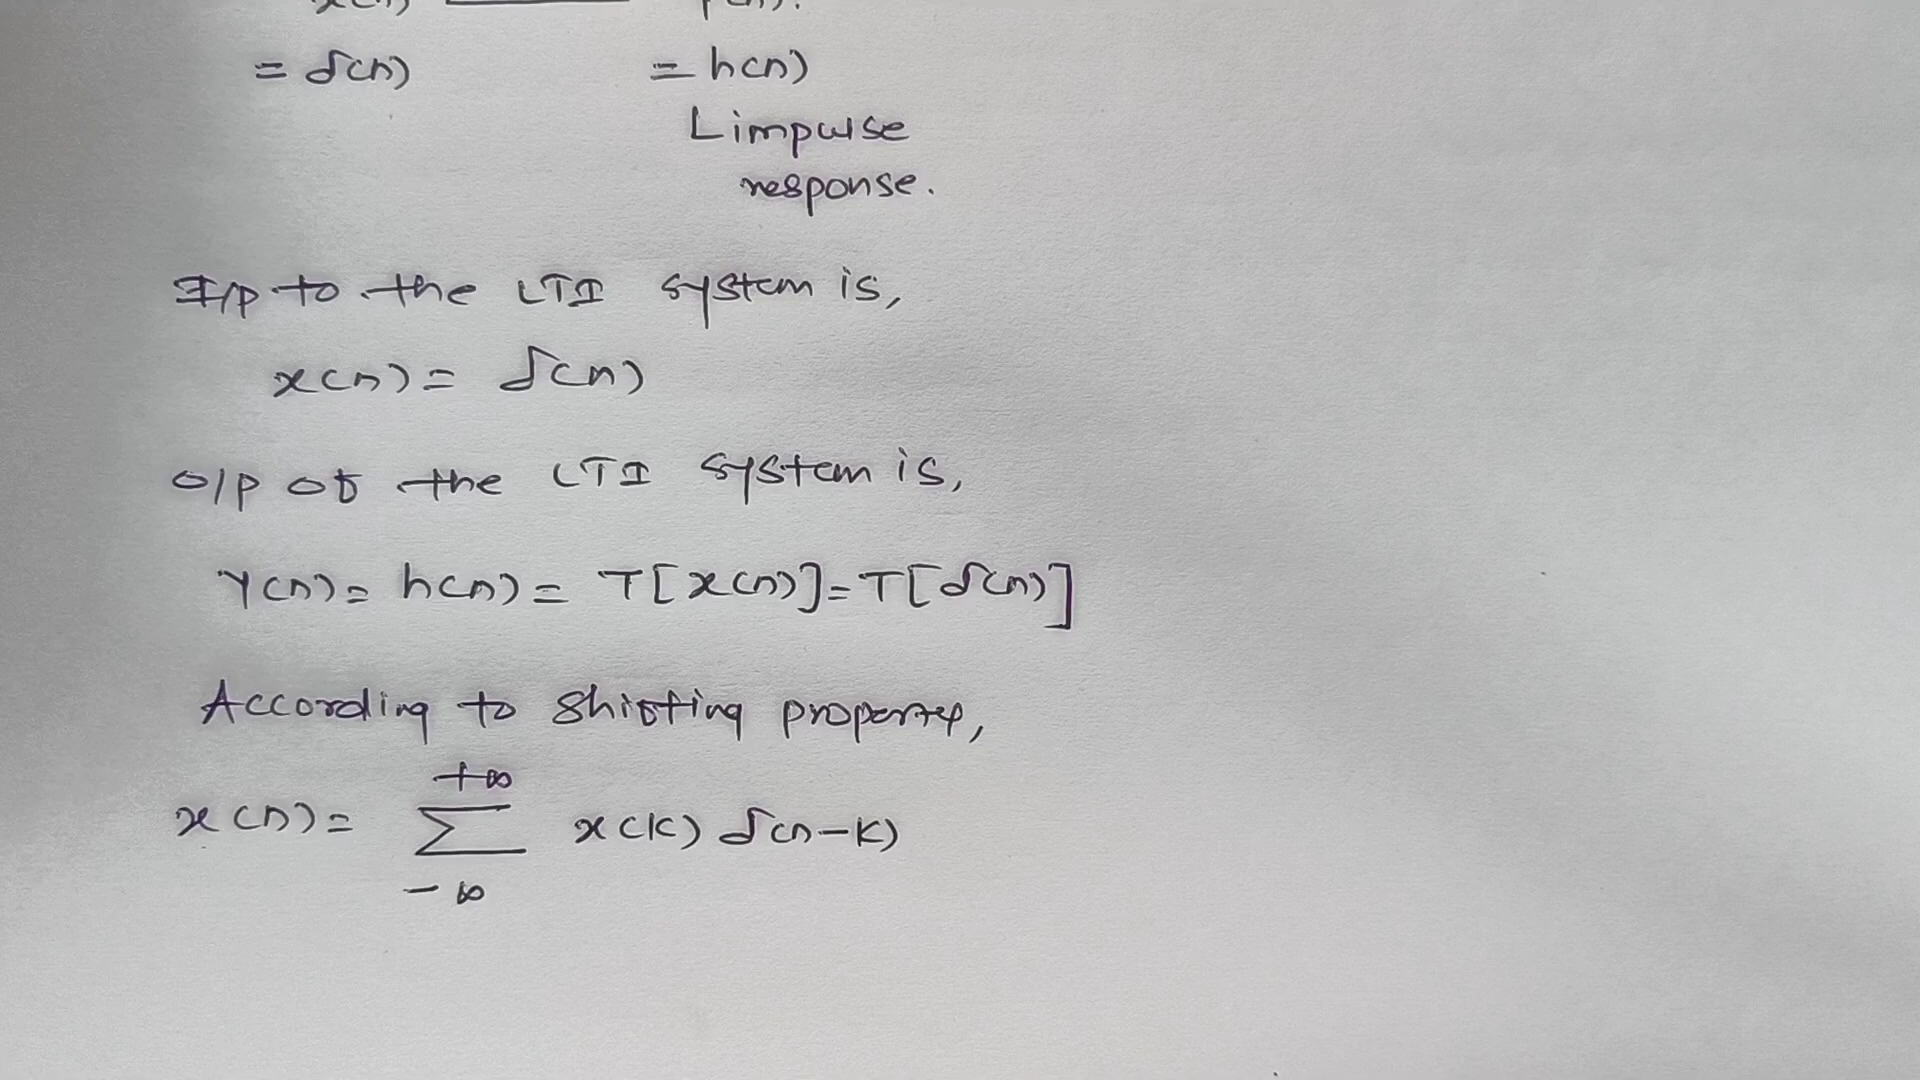 = δ(n) = h(n)
impulse
response.
I/p to the LTI system is,
x(n) = δ(n)
o/p of the LTI system is,
Y(n) = h(n) = T[x(n)] = T[δ(n)]
According to shifting property,
+∞
x(n) = ∑ x(k) δ(n-k)
-∞